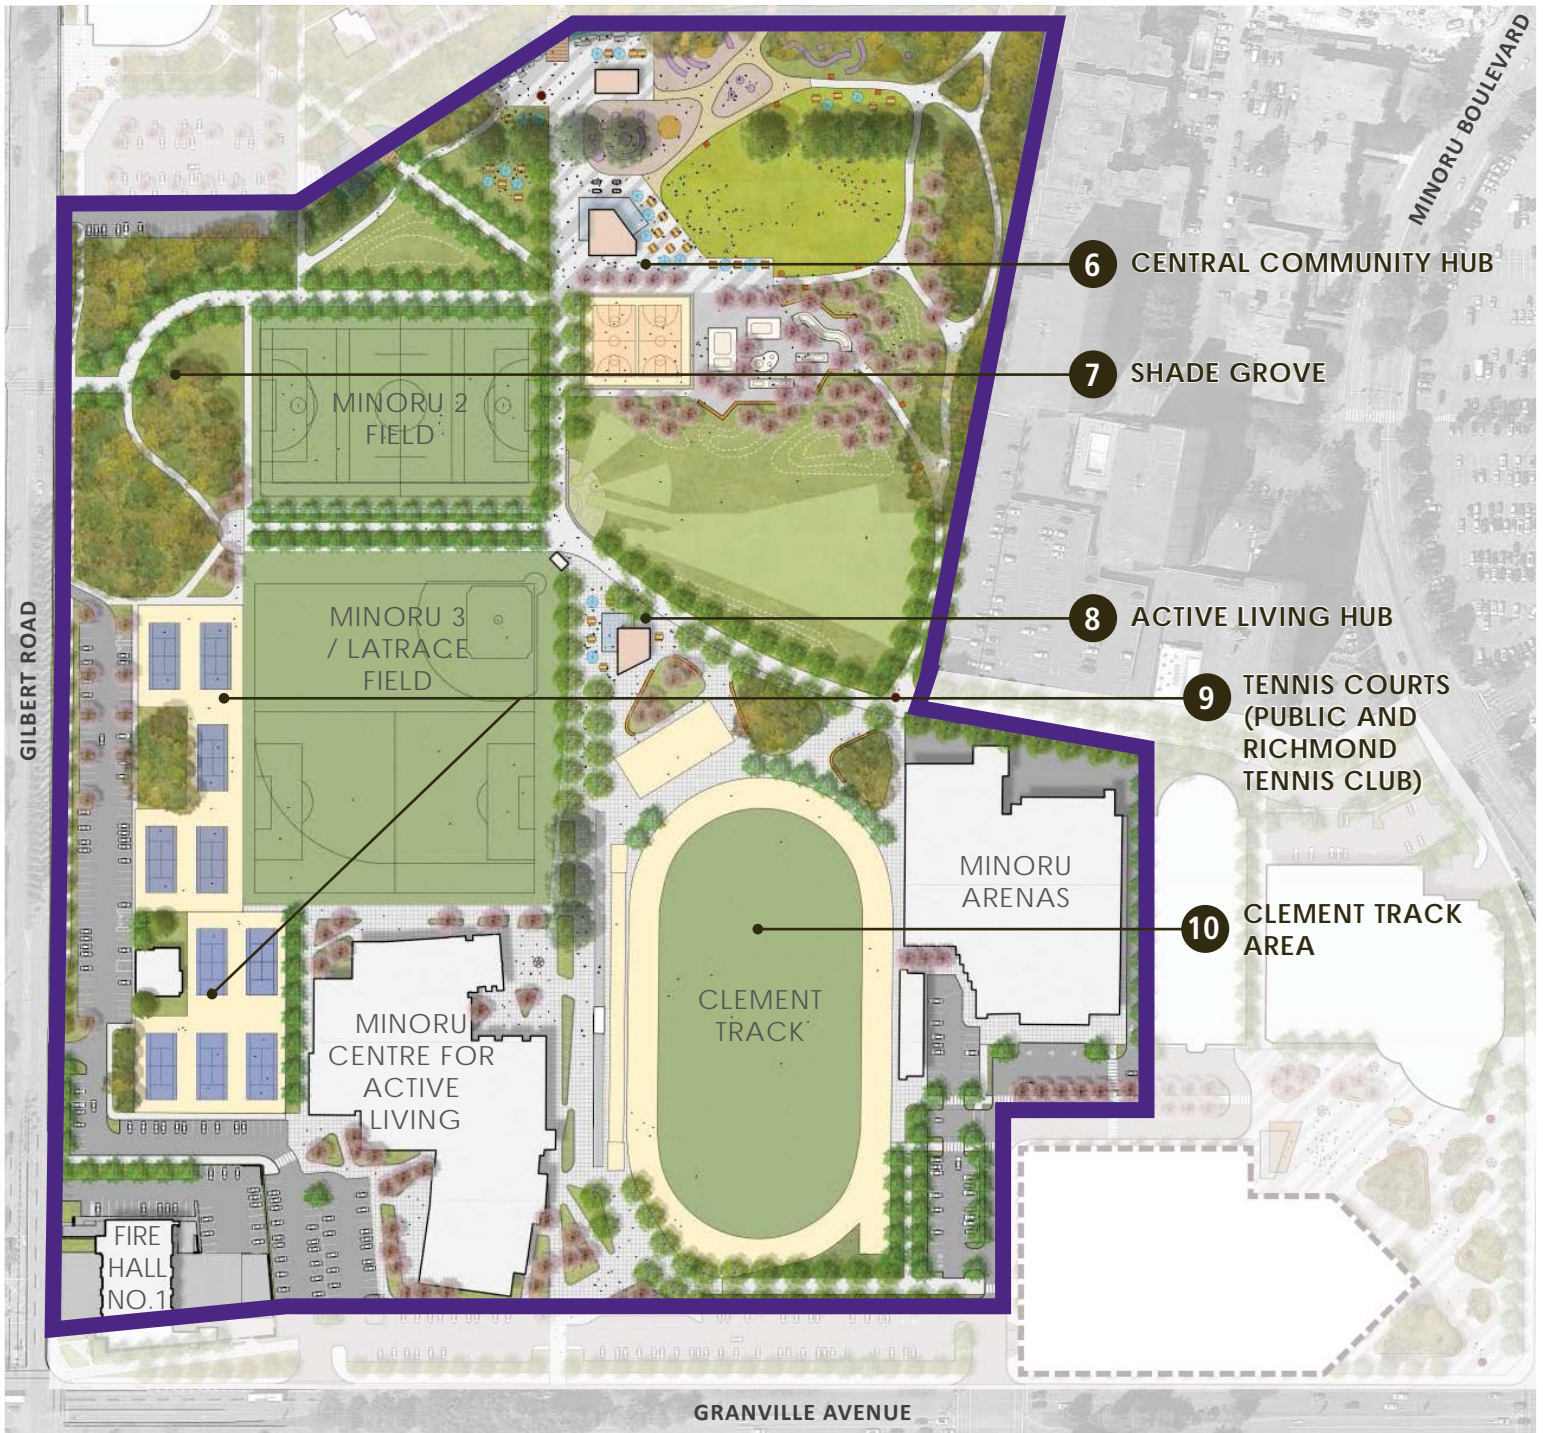 MINORU BOULEVARD
6 CENTRAL COMMUNITY HUB
7 SHADE GROVE
MINORU 2
FIELD
GILBERT ROAD
MINORU 3
/ LATRACE
FIELD
8 ACTIVE LIVING HUB
9 TENNIS COURTS
(PUBLIC AND
RICHMOND
TENNIS CLUB)
MINORU
ARENAS
10 CLEMENT TRACK
AREA
CLEMENT
TRACK
MINORU
CENTRE FOR
ACTIVE
LIVING
FIRE
HALL
NO.1
GRANVILLE AVENUE